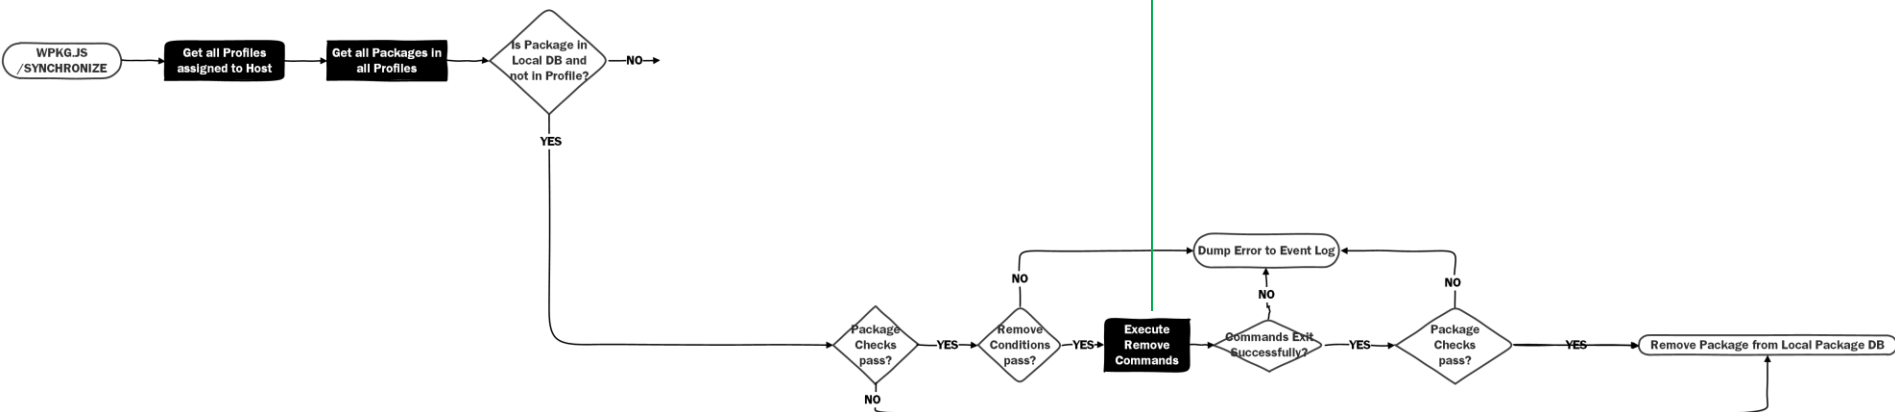 WPKG.JS
/SYNCHRONIZE
Get all Profiles
assigned to Host
Get all Packages in
all Profiles
Is Package in
Local DB and
not in Profile?
NO
YES
Dump Error to Event Log
NO
NO
NO
Package
Checks
pass?
YES
Remove
Conditions
pass?
YES
Execute
Remove
Commands
Commands Exit
Successfully?
YES
Package
Checks
pass?
YES
Remove Package from Local Package DB
NO